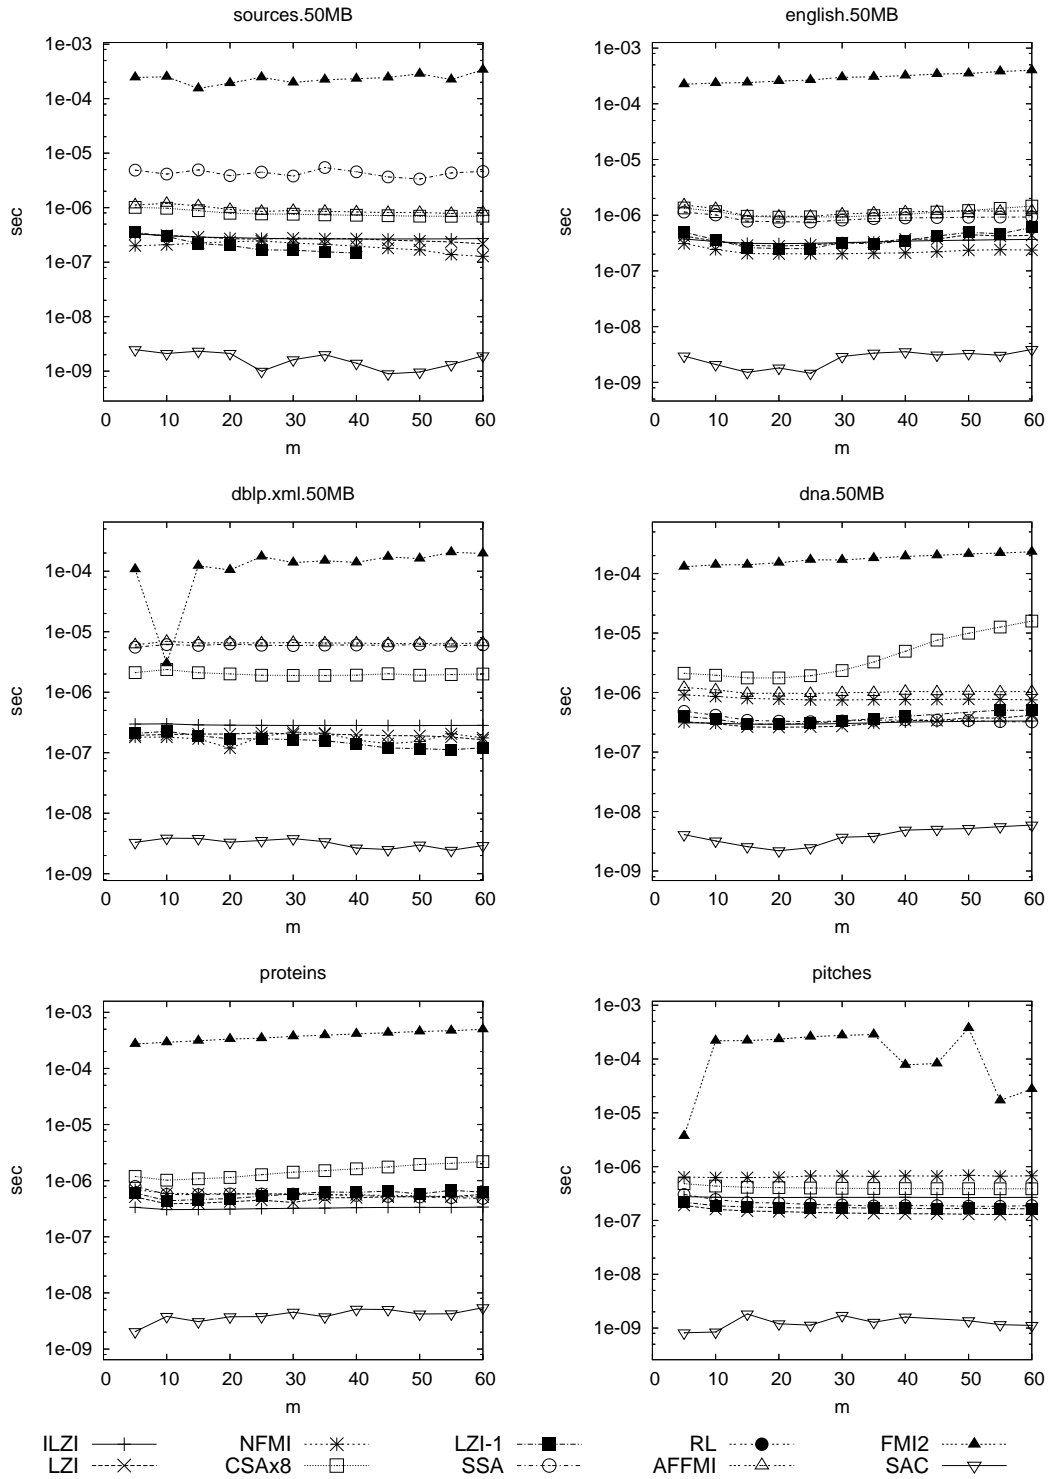 sources.50MB
1e-03
1e-04
1e-05
1e-06
1e-07
1e-08
1e-09
sec
0 10 20 30 40 50 60
m
english.50MB
1e-03
1e-04
1e-05
1e-06
1e-07
1e-08
1e-09
sec
0 10 20 30 40 50 60
m
dblp.xml.50MB
1e-04
1e-05
1e-06
1e-07
1e-08
1e-09
sec
0 10 20 30 40 50 60
m
dna.50MB
1e-04
1e-05
1e-06
1e-07
1e-08
1e-09
sec
0 10 20 30 40 50 60
m
proteins
1e-03
1e-04
1e-05
1e-06
1e-07
1e-08
1e-09
sec
0 10 20 30 40 50 60
m
pitches
1e-03
1e-04
1e-05
1e-06
1e-07
1e-08
1e-09
sec
0 10 20 30 40 50 60
m
ILZI NFMI LZI-1 RL FMI2
LZI CSAx8 SSA AFFMI SAC